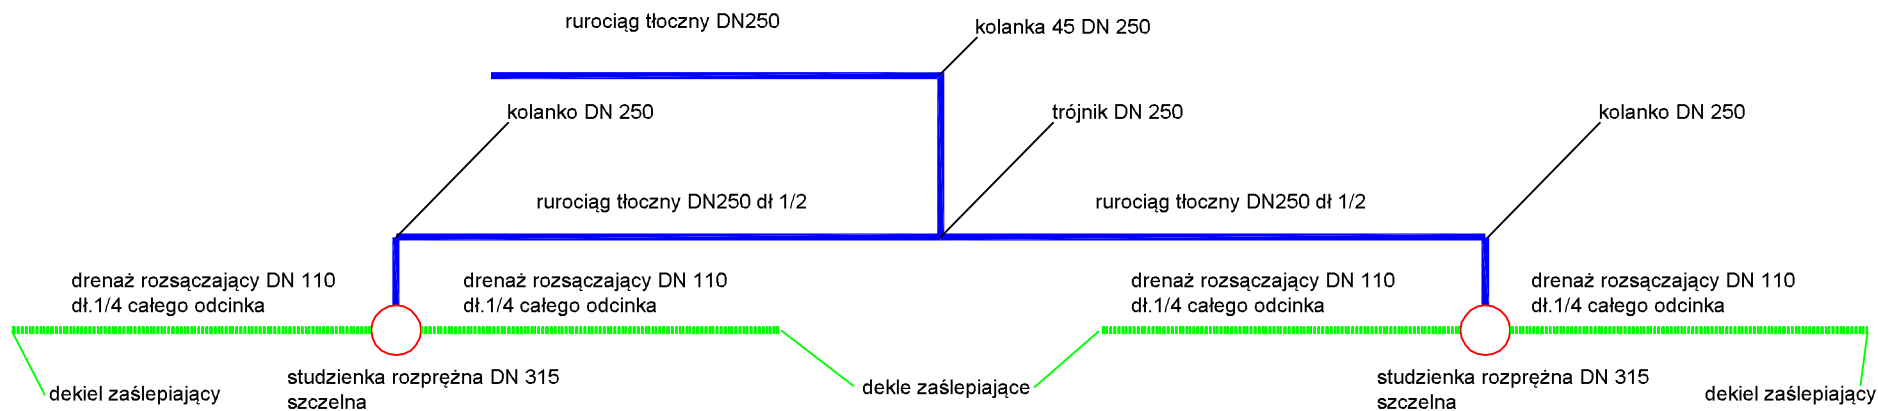 rurociąg tłoczny DN250
kolanka 45 DN 250
kolanko DN 250
trójnik DN 250
kolanko DN 250
rurociąg tłoczny DN250 dł 1/2
rurociąg tłoczny DN250 dł 1/2
drenaż rozsączający DN 110
dł.1/4 całego odcinka
drenaż rozsączający DN 110
dł.1/4 całego odcinka
drenaż rozsączający DN 110
dł.1/4 całego odcinka
drenaż rozsączający DN 110
dł.1/4 całego odcinka
dekiel zaślepiający
studzienka rozprężna DN 315
szczelna
dekle zaślepiające
studzienka rozprężna DN 315
szczelna
dekiel zaślepiający